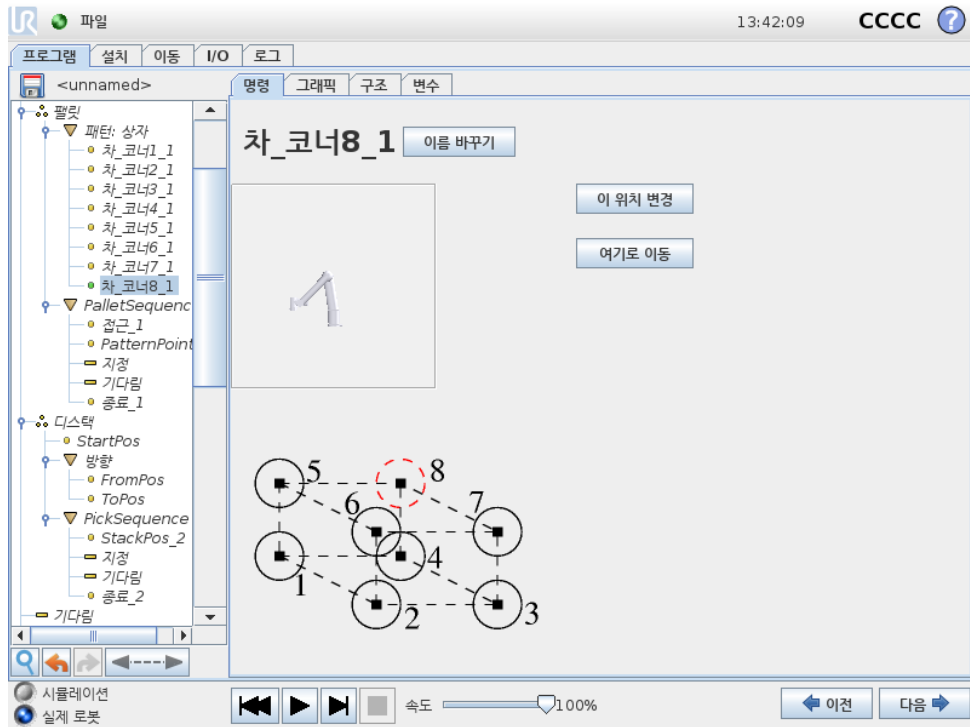 UR 파일 13:42:09 CCCC ?
프로그램 설치 이동 I/O 로그
<unnamed>
명령 그래픽 구조 변수
팔릿
패턴: 상자
차_코너1_1
차_코너2_1
차_코너3_1
차_코너4_1
차_코너5_1
차_코너6_1
차_코너7_1
차_코너8_1
PalletSequenc
접근_1
PatternPoint
지정
기다림
종료_1
디스택
StartPos
방향
FromPos
ToPos
PickSequence
StackPos_2
지정
기다림
종료_2
기다림
차_코너8_1 이름 바꾸기
이 위치 변경
여기로 이동
5 8
6 7
1 4
2 3
시뮬레이션
실제 로봇
속도 100%
이전 다음